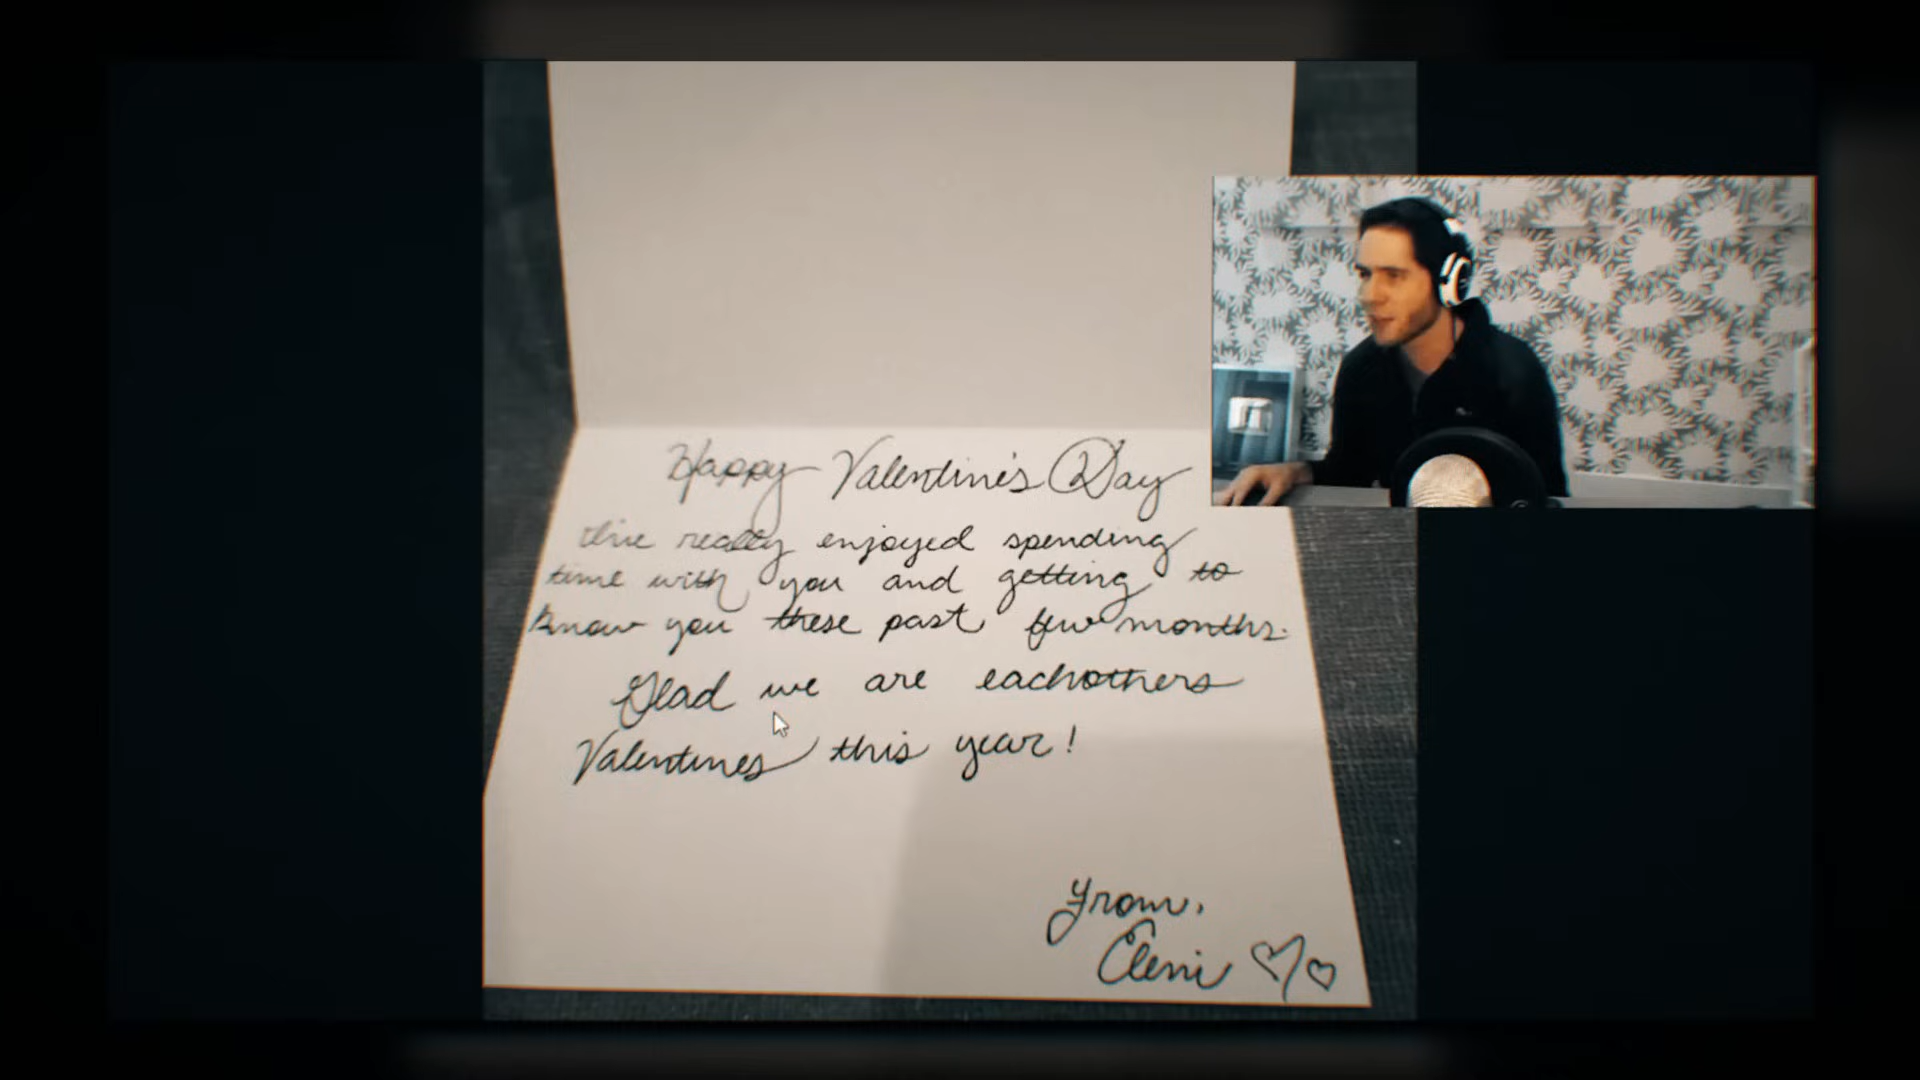 Happy Valentine's Day
I've really enjoyed spending
time with you and getting to
know you these past few months.
Glad we are eachothers
Valentines this year!
From,
Eleni